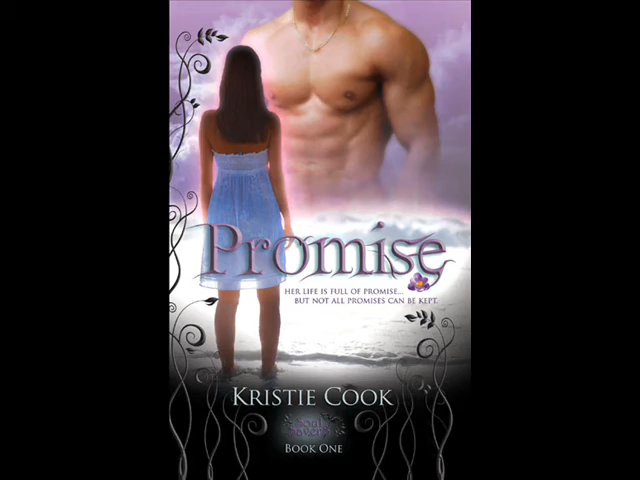 Promise
HER LIFE IS FULL OF PROMISE...
BUT NOT ALL PROMISES CAN BE KEPT.
KRISTIE COOK
BOOK ONE